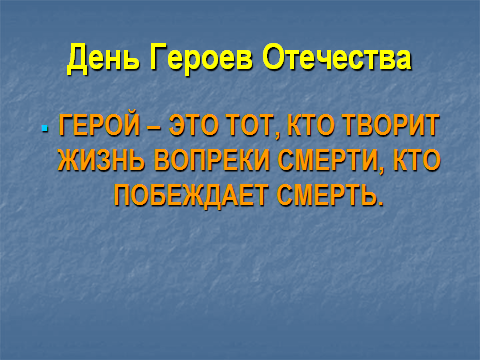 День Героев Отечества
ГЕРОЙ – ЭТО ТОТ, КТО ТВОРИТ
ЖИЗНЬ ВОПРЕКИ СМЕРТИ, КТО
ПОБЕЖДАЕТ СМЕРТЬ.